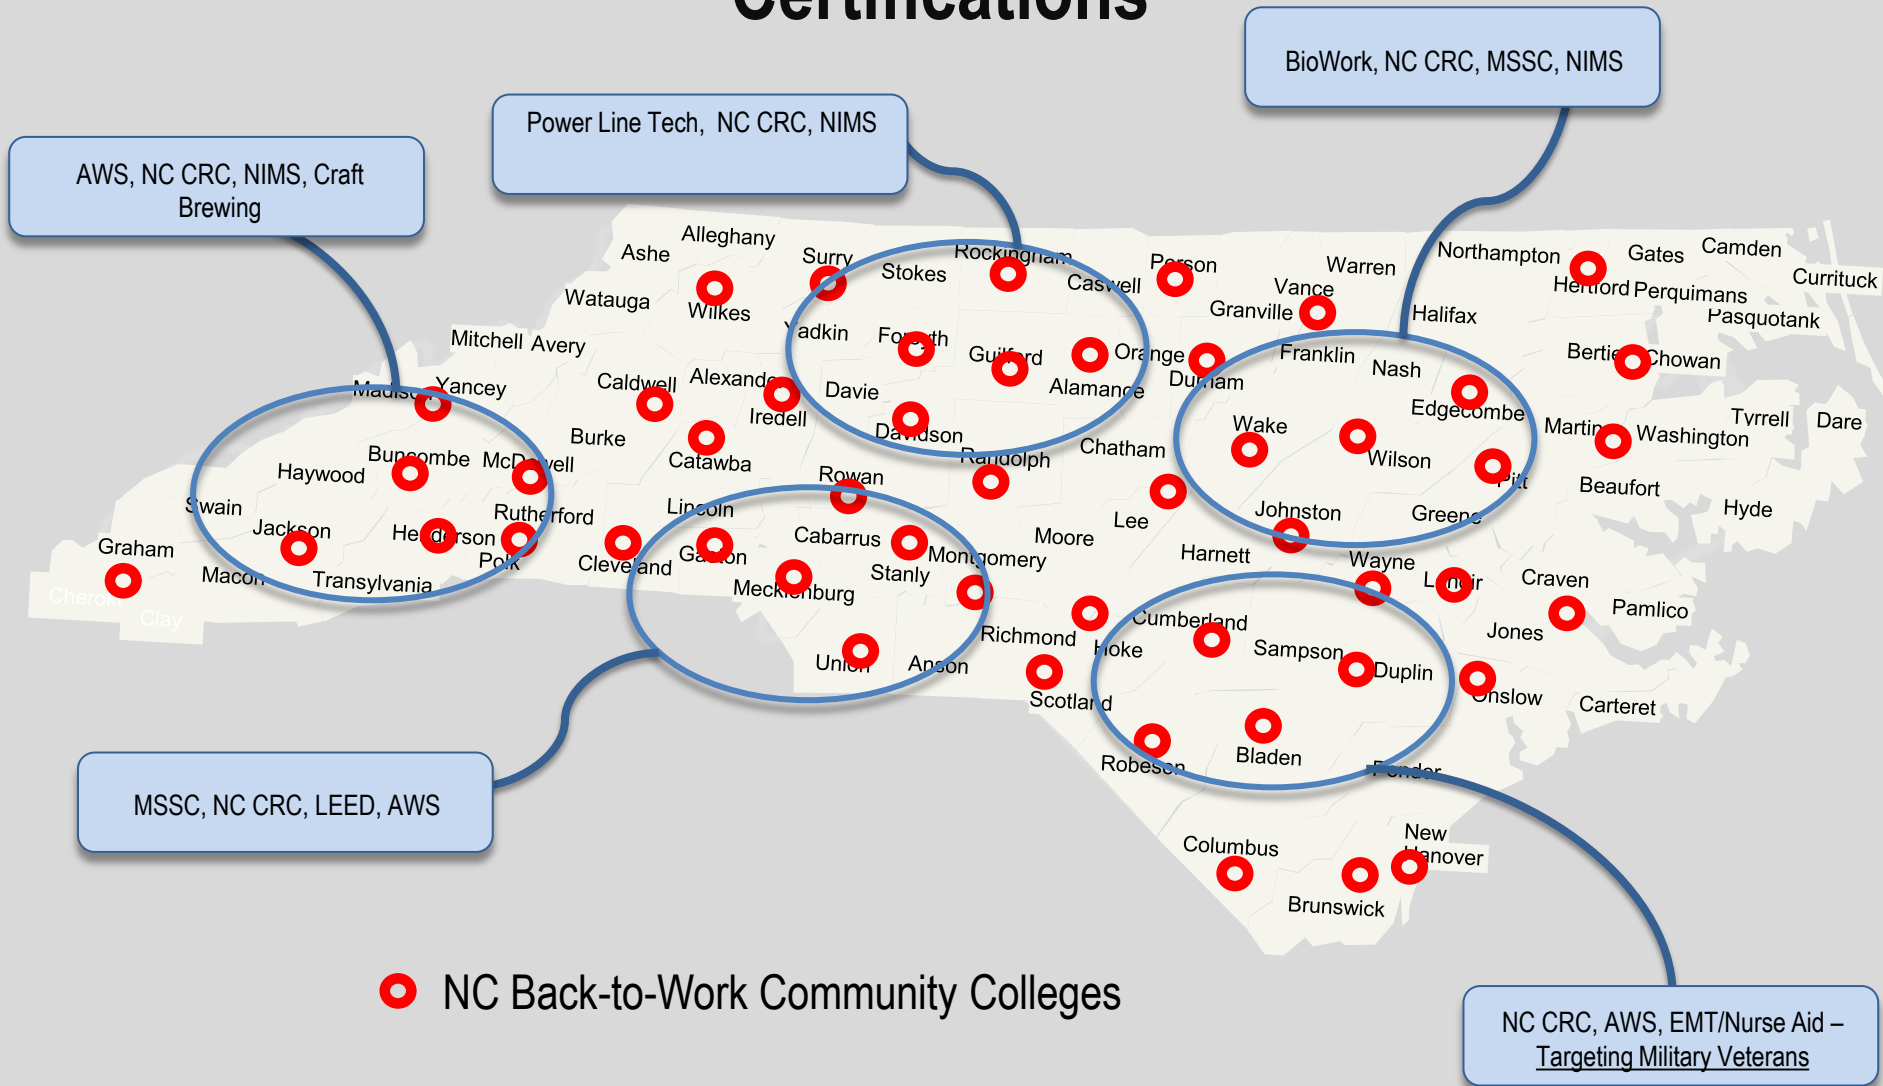 Certifications
BioWork, NC CRC, MSSC, NIMS
Power Line Tech,  NC CRC, NIMS
AWS, NC CRC, NIMS, Craft
Brewing
Alleghany
Ashe
Surry
Stokes
Rockingham
Caswell
Person
Granville
Vance
Warren
Northampton
Gates
Camden
Currituck
Hertford
Perquimans
Pasquotank
Watauga
Wilkes
Yadkin
Forsyth
Guilford
Alamance
Orange
Durham
Franklin
Nash
Halifax
Bertie
Chowan
Mitchell
Avery
Madison
Yancey
Caldwell
Alexander
Iredell
Davie
Davidson
Randolph
Chatham
Wake
Wilson
Edgecombe
Pitt
Martin
Washington
Tyrrell
Dare
Burke
Catawba
Rowan
Buncombe
McDowell
Haywood
Swain
Jackson
Henderson
Rutherford
Polk
Lincoln
Gaston
Cleveland
Cabarrus
Stanly
Montgomery
Mecklenburg
Moore
Lee
Harnett
Johnston
Greene
Beaufort
Hyde
Wayne
Lenoir
Craven
Pamlico
Jones
Graham
Cherokee
Clay
Macon
Transylvania
Union
Anson
Richmond
Scotland
Hoke
Cumberland
Sampson
Duplin
Onslow
Carteret
Robeson
Bladen
Pender
MSSC, NC CRC, LEED, AWS
Columbus
Brunswick
New
Hanover
NC Back-to-Work Community Colleges
NC CRC, AWS, EMT/Nurse Aid –
Targeting Military Veterans